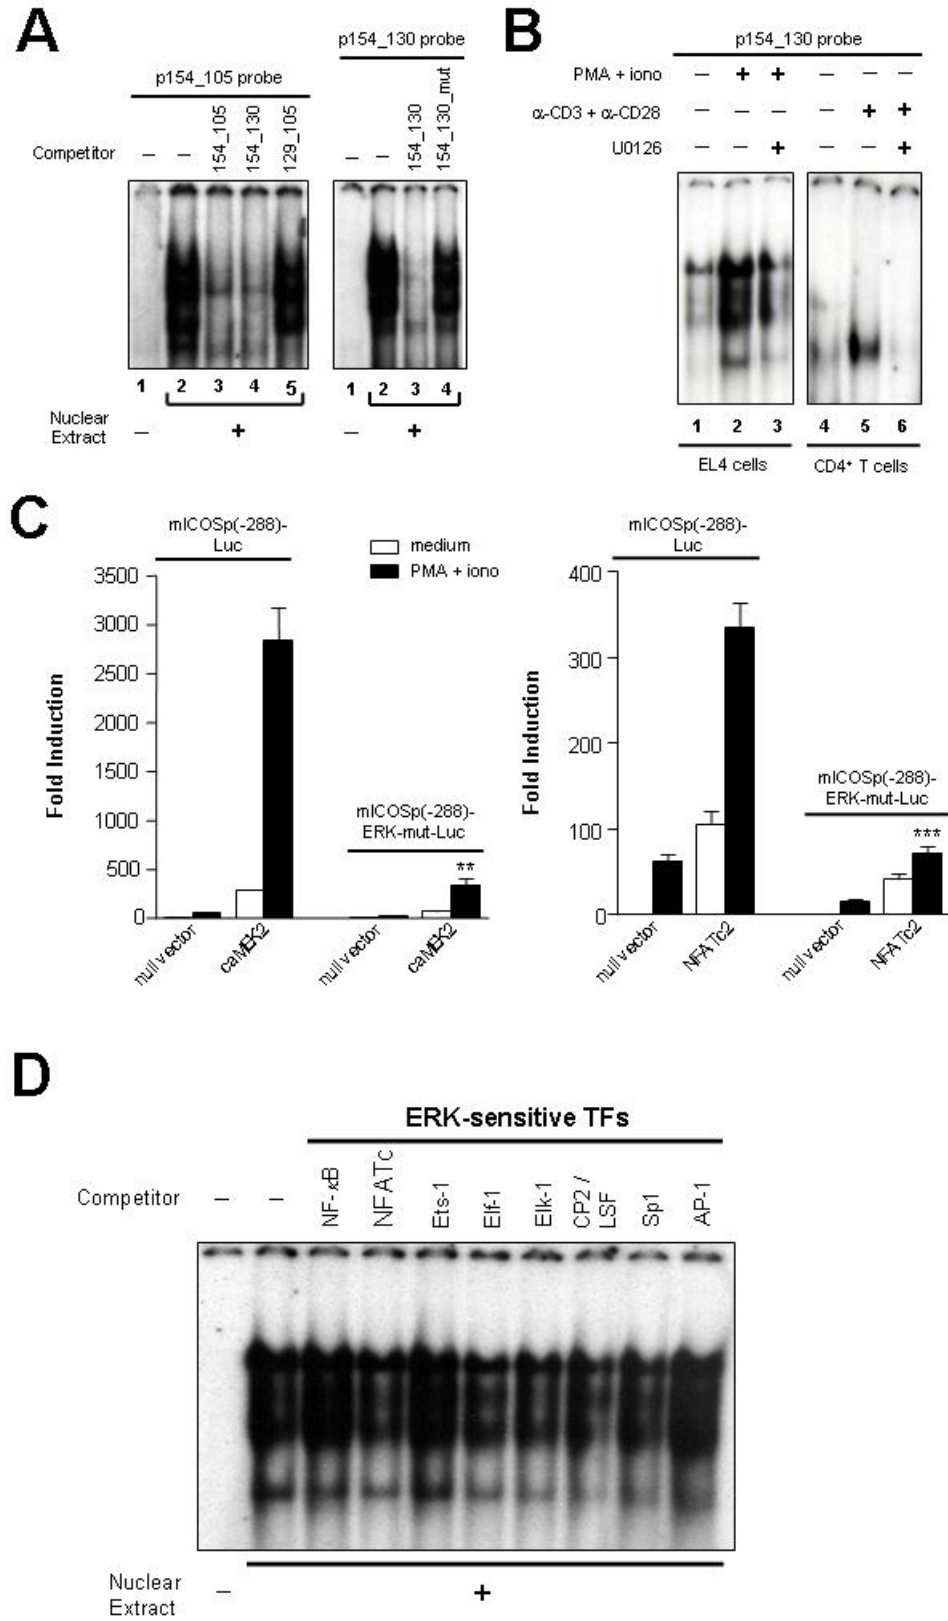 A
p154_105 probe
Competitor – – 154_105 154_130 129_105
1 2 3 4 5
Nuclear
Extract – +
p154_130 probe
– – 154_130 154_130_mut
1 2 3 4
– +
B
p154_130 probe
PMA + iono – + + – – –
α-CD3 + α-CD28 – – – – + +
U0126 – – + – – +
1 2 3 4 5 6
EL4 cells CD4+ T cells
C
mICOSp(-288)-
Luc
medium
PMA + iono
3500
3000
2500
2000
1500
1000
500
0
Fold Induction
mICOSp(-288)-
ERK-mut-Luc
**
null vector caMEK2 null vector caMEK2
mICOSp(-288)-
Luc
400
300
200
100
0
Fold Induction
mICOSp(-288)-
ERK-mut-Luc
***
null vector NFATc2 null vector NFATc2
D
ERK-sensitive TFs
Competitor – – NF-κB NFATc Ets-1 Elf-1 Elk-1 CP2 / LSF Sp1 AP-1
Nuclear
Extract – +